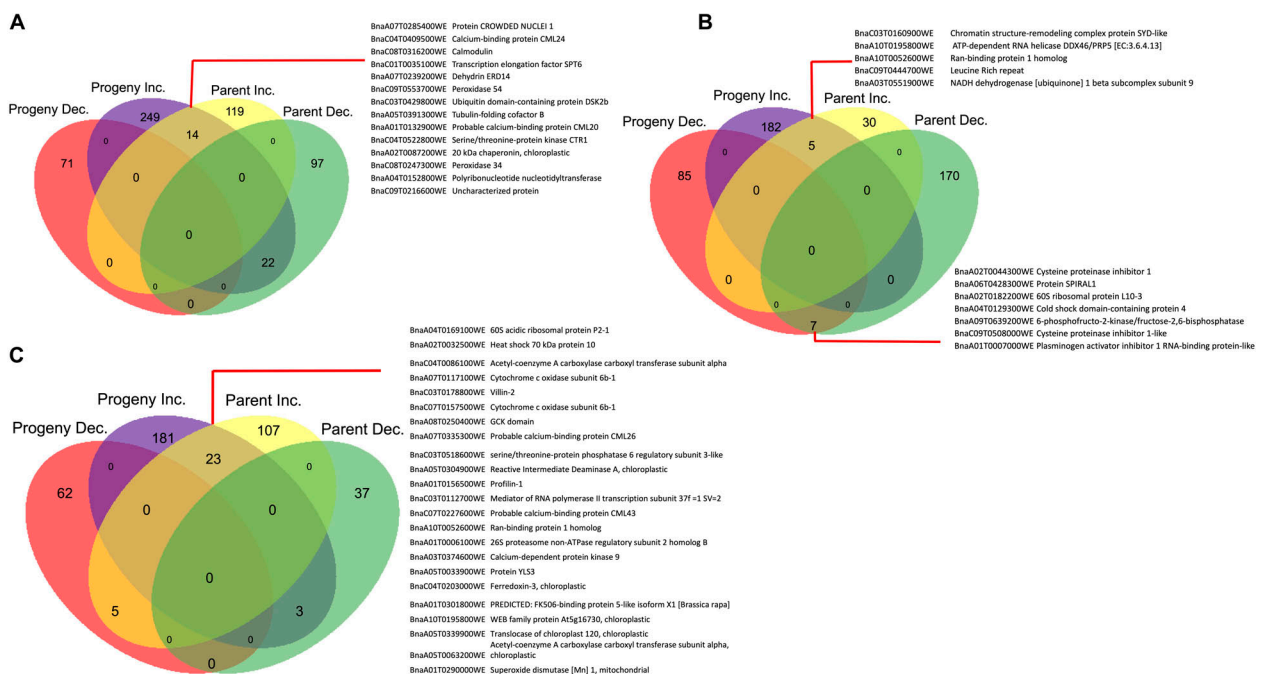 A
BnaA07T0285400WE Protein CROWDED NUCLEI 1
BnaC04T0409500WE Calcium-binding protein CML24
BnaC08T0316200WE Calmodulin
BnaC01T0035100WE Transcription elongation factor SPT6
BnaA07T0239200WE Dehydrin ERD14
BnaC09T0553700WE Peroxidase 54
BnaC03T0429800WE Ubiquitin domain-containing protein DSK2b
BnaA05T0391300WE Tubulin-folding cofactor B
BnaA01T0132900WE Probable calcium-binding protein CML20
BnaC04T0522800WE Serine/threonine-protein kinase CTR1
BnaA02T0087200WE 20 kDa chaperonin, chloroplastic
BnaC08T0247300WE Peroxidase 34
BnaA04T0152800WE Polyribonucleotide nucleotidyltransferase
BnaC09T0216600WE Uncharacterized protein
Progeny Inc. Parent Inc.
Progeny Dec. Parent Dec.
249 119
14
71 0 0 97
0 0
0
0 22
0 0
0
B
BnaC03T0160900WE Chromatin structure-remodeling complex protein SYD-like
BnaA10T0195800WE ATP-dependent RNA helicase DDX46/PRP5 [EC:3.6.4.13]
BnaA10T0052600WE Ran-binding protein 1 homolog
BnaC09T0444700WE Leucine Rich repeat
BnaA03T0551900WE NADH dehydrogenase [ubiquinone] 1 beta subcomplex subunit 9
Progeny Inc. Parent Inc.
Progeny Dec. Parent Dec.
182 30
5
85 0 0 170
0 0
0
0 0
0 0
7
BnaA02T0044300WE Cysteine proteinase inhibitor 1
BnaA06T0428300WE Protein SPIRAL1
BnaA02T0182200WE 60S ribosomal protein L10-3
BnaA04T0129300WE Cold shock domain-containing protein 4
BnaA09T0639200WE 6-phosphofructo-2-kinase/fructose-2,6-bisphosphatase
BnaC09T0508000WE Cysteine proteinase inhibitor 1-like
BnaA01T0007000WE Plasminogen activator inhibitor 1 RNA-binding protein-like
C
Progeny Inc. Parent Inc.
Progeny Dec. Parent Dec.
181 107
23
62 0 0 37
0 0
0
5 3
0 0
0
BnaA04T0169100WE 60S acidic ribosomal protein P2-1
BnaA02T0032500WE Heat shock 70 kDa protein 10
BnaC04T0086100WE Acetyl-coenzyme A carboxylase carboxyl transferase subunit alpha
BnaA07T0117100WE Cytochrome c oxidase subunit 6b-1
BnaC03T0178800WE Villin-2
BnaC07T0157500WE Cytochrome c oxidase subunit 6b-1
BnaA08T0250400WE GCK domain
BnaA07T0335300WE Probable calcium-binding protein CML26
BnaC03T0518600WE serine/threonine-protein phosphatase 6 regulatory subunit 3-like
BnaA05T0304900WE Reactive Intermediate Deaminase A, chloroplastic
BnaA01T0156500WE Profilin-1
BnaC03T0112700WE Mediator of RNA polymerase II transcription subunit 37f =1 SV=2
BnaC07T0227600WE Probable calcium-binding protein CML43
BnaA10T0052600WE Ran-binding protein 1 homolog
BnaA01T0006100WE 26S proteasome non-ATPase regulatory subunit 2 homolog B
BnaA03T0374600WE Calcium-dependent protein kinase 9
BnaA05T0033900WE Protein YLS3
BnaC04T0203000WE Ferredoxin-3, chloroplastic
BnaA01T0301800WE PREDICTED: FK506-binding protein 5-like isoform X1 [Brassica rapa]
BnaA10T0195800WE WEB family protein At5g16730, chloroplastic
BnaA05T0339900WE Translocase of chloroplast 120, chloroplastic
Acetyl-coenzyme A carboxylase carboxyl transferase subunit alpha,
BnaA05T0063200WE chloroplastic
BnaA01T0290000WE Superoxide dismutase [Mn] 1, mitochondrial